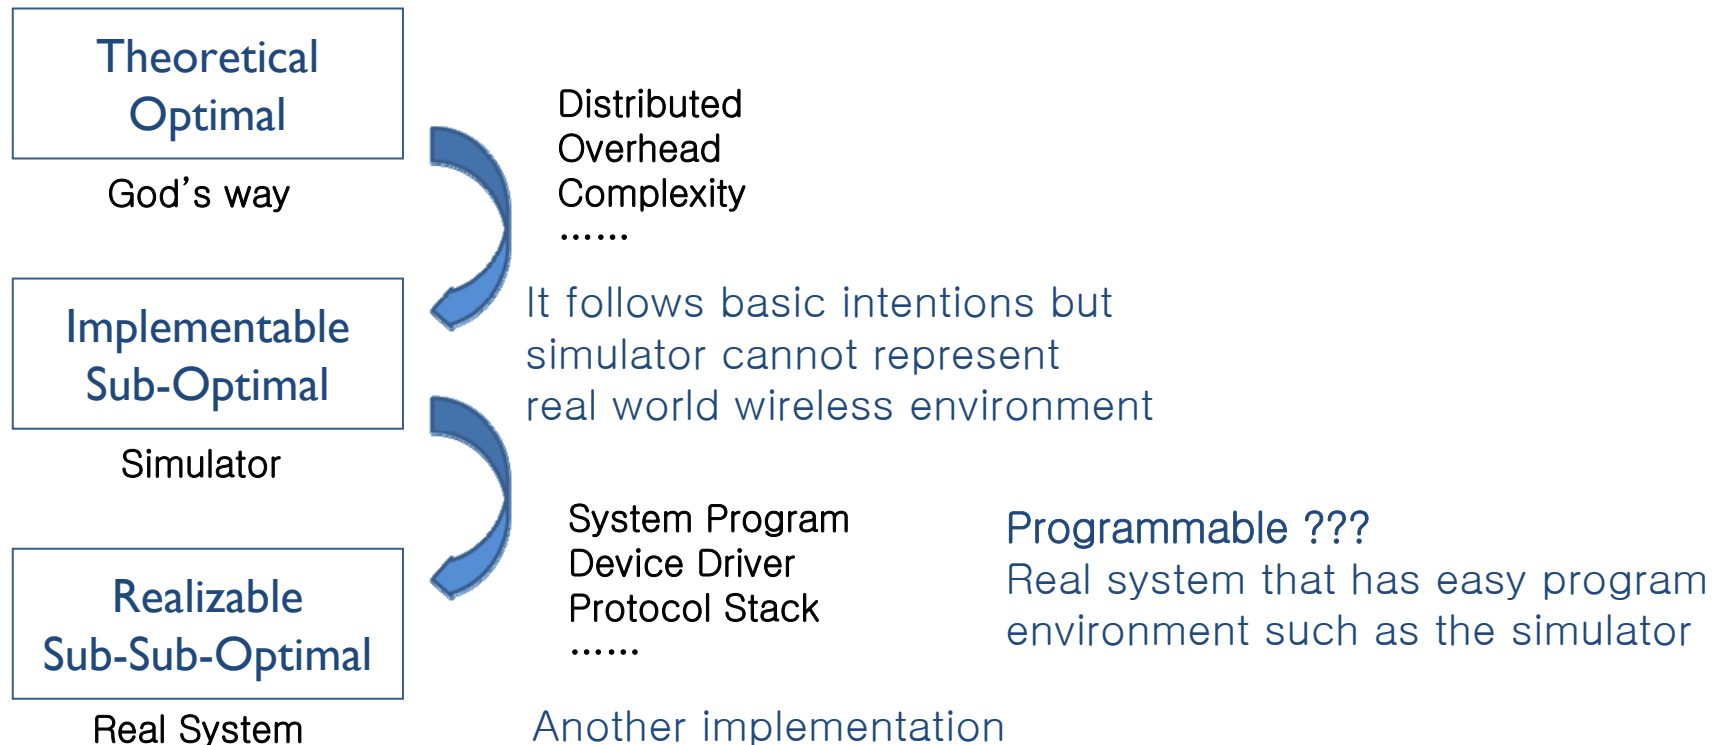 Theoretical
Optimal
God's way
Distributed
Overhead
Complexity
……
Implementable
Sub-Optimal
Simulator
It follows basic intentions but
simulator cannot represent
real world wireless environment
System Program
Device Driver
Protocol Stack
……
Programmable ???
Real system that has easy program
environment such as the simulator
Realizable
Sub-Sub-Optimal
Real System
Another implementation